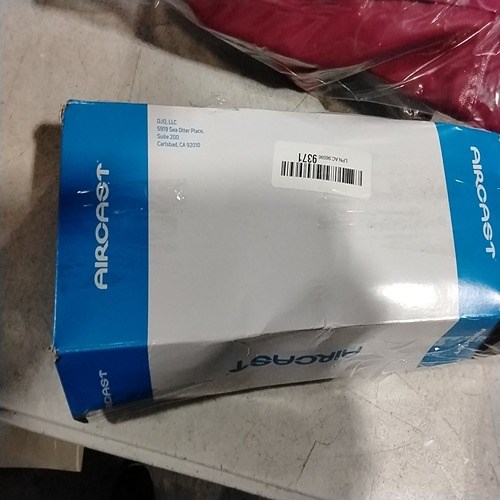 DJO, LLC
5919 Sea Otter Place,
Suite 200
Carlsbad, CA 92010
9371
AIRCAST
AIRCAST
AIRCAST
AIRCAST